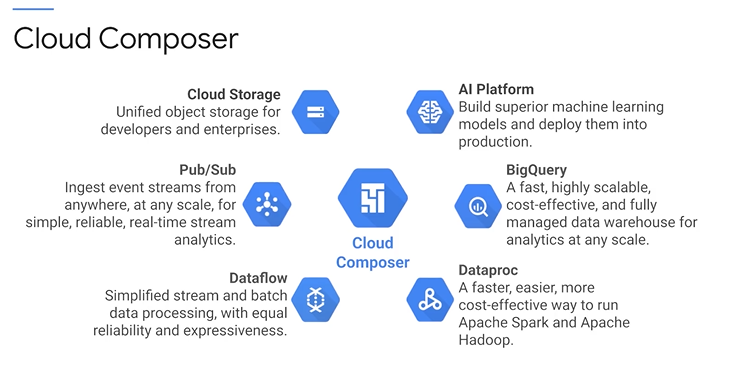 Cloud Composer
Cloud Storage
Unified object storage for
developers and enterprises.
AI Platform
Build superior machine learning
models and deploy them into
production.
Pub/Sub
Ingest event streams from
anywhere, at any scale, for
simple, reliable, real-time stream
analytics.
BigQuery
A fast, highly scalable,
cost-effective, and fully
managed data warehouse for
analytics at any scale.
Cloud
Composer
Dataflow
Simplified stream and batch
data processing, with equal
reliability and expressiveness.
Dataproc
A faster, easier, more
cost-effective way to run
Apache Spark and Apache
Hadoop.